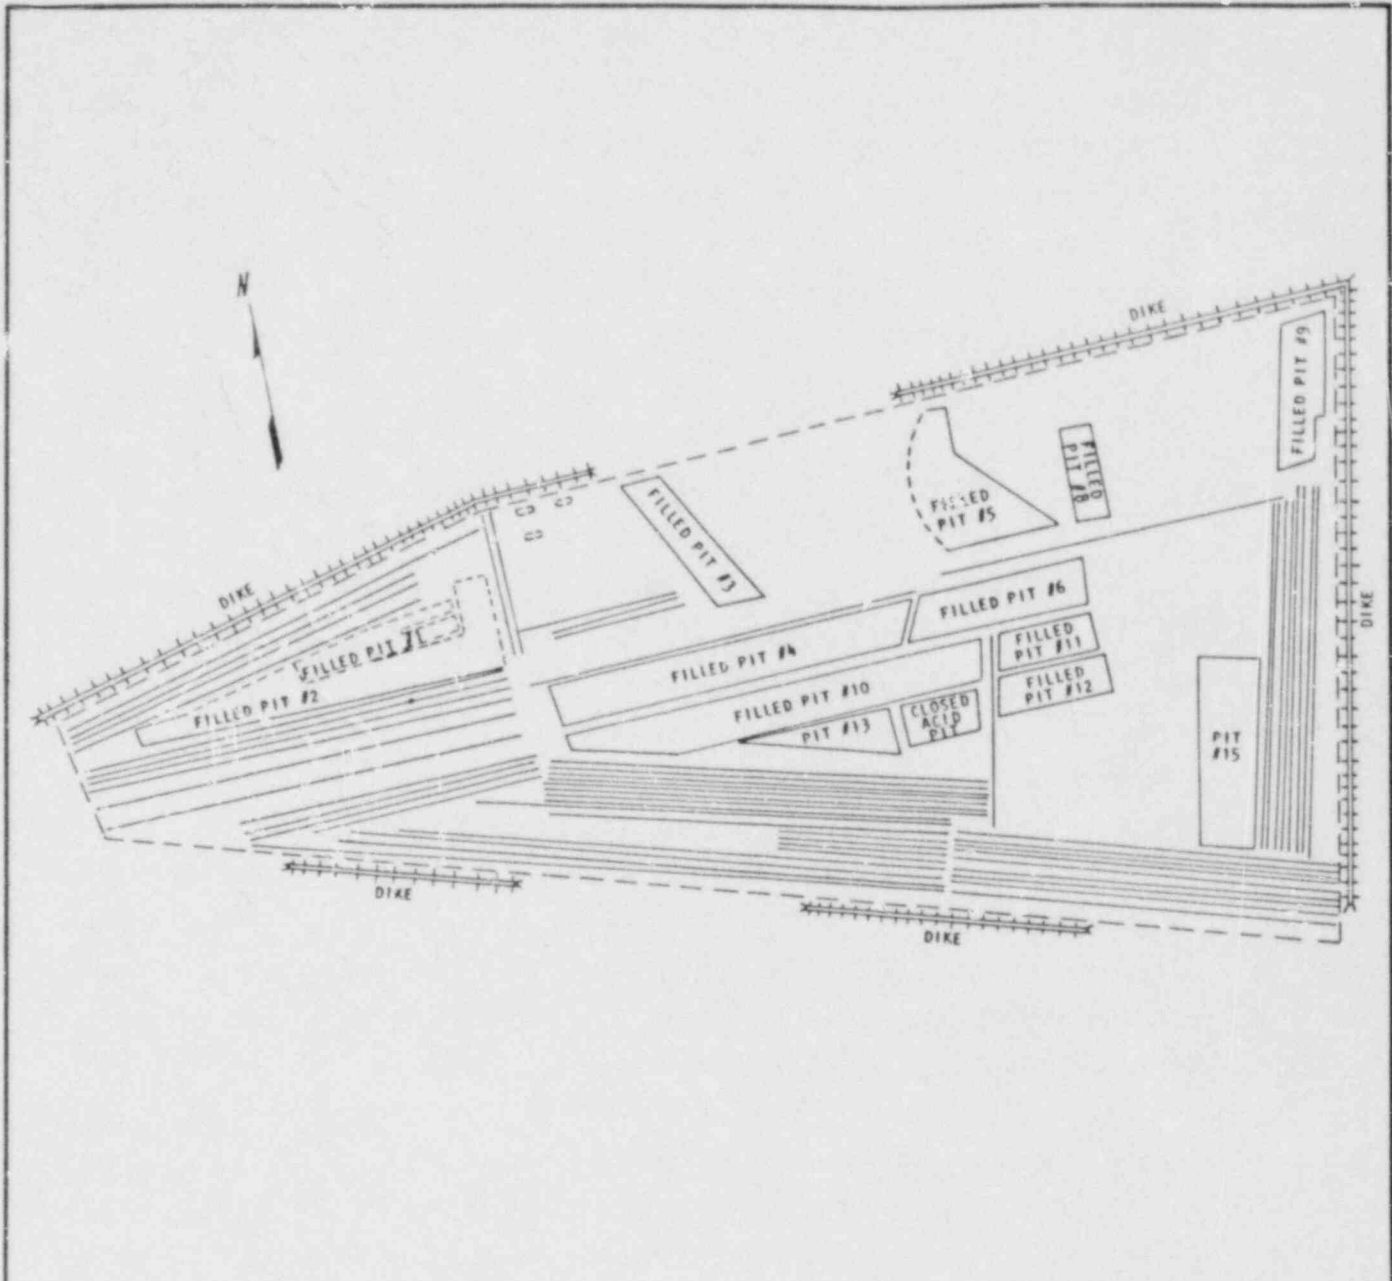 N
DIKE
FILLED PIT #9
FILLED
PIT #8
FILLED
PIT #5
FILLED PIT #3
DIKE
DIKE
FILLED PIT #6
FILLED PIT
FILLED PIT #2
FILLED PIT #4
FILLED
PIT #11
FILLED
PIT #12
FILLED PIT #10
CLOSED
ACID
PIT
PIT #13
PIT
#15
DIKE
DIKE